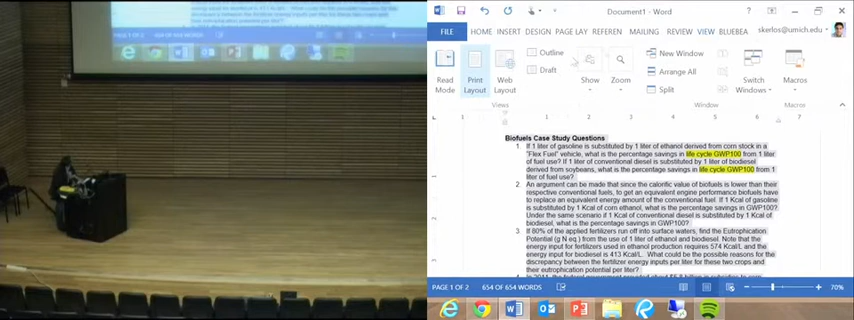 Document1 - Word
skerlos@umich.ed
FILE HOME INSERT DESIGN PAGE LAY REFEREN MAILING REVIEW VIEW BLUEBEA
Read Mode
Print Layout
Web Layout
Outline
Draft
Views
Show
Zoom
New Window
Arrange All
Split
Switch Windows
Macros
Window
Macros
Biofuels Case Study Questions
1. If 1 liter of gasoline is substituted by 1 liter of ethanol derived from corn stock in a
"Flex Fuel" vehicle, what is the percentage savings in life cycle GWP100 from 1 liter
of fuel use? If 1 liter of conventional diesel is substituted by 1 liter of biodiesel
derived from soybeans, what is the percentage savings in life cycle GWP100 from 1
liter of fuel use?
2. An argument can be made that since the calorific value of biofuels is lower than their
respective conventional fuels, to get an equivalent engine performance biofuels have
to replace an equivalent energy amount of the conventional fuel. If 1 Kcal of gasoline
is substituted by 1 Kcal of corn ethanol, what is the percentage savings in GWP100?
Under the same scenario if 1 Kcal of conventional diesel is substituted by 1 Kcal of
biodiesel, what is the percentage savings in GWP100?
3. If 80% of the applied fertilizers run off into surface waters, find the Eutrophication
Potential (g N eq.) from the use of 1 liter of ethanol and biodiesel. Note that the
energy input for fertilizers used in ethanol production requires 574 Kcal/L and the
energy input for biodiesel is 413 Kcal/L. What could be the possible reasons for the
discrepancy between the fertilizer energy inputs per liter for these two crops and
their eutrophication potential per liter?
PAGE 1 OF 2 654 OF 654 WORDS
70%